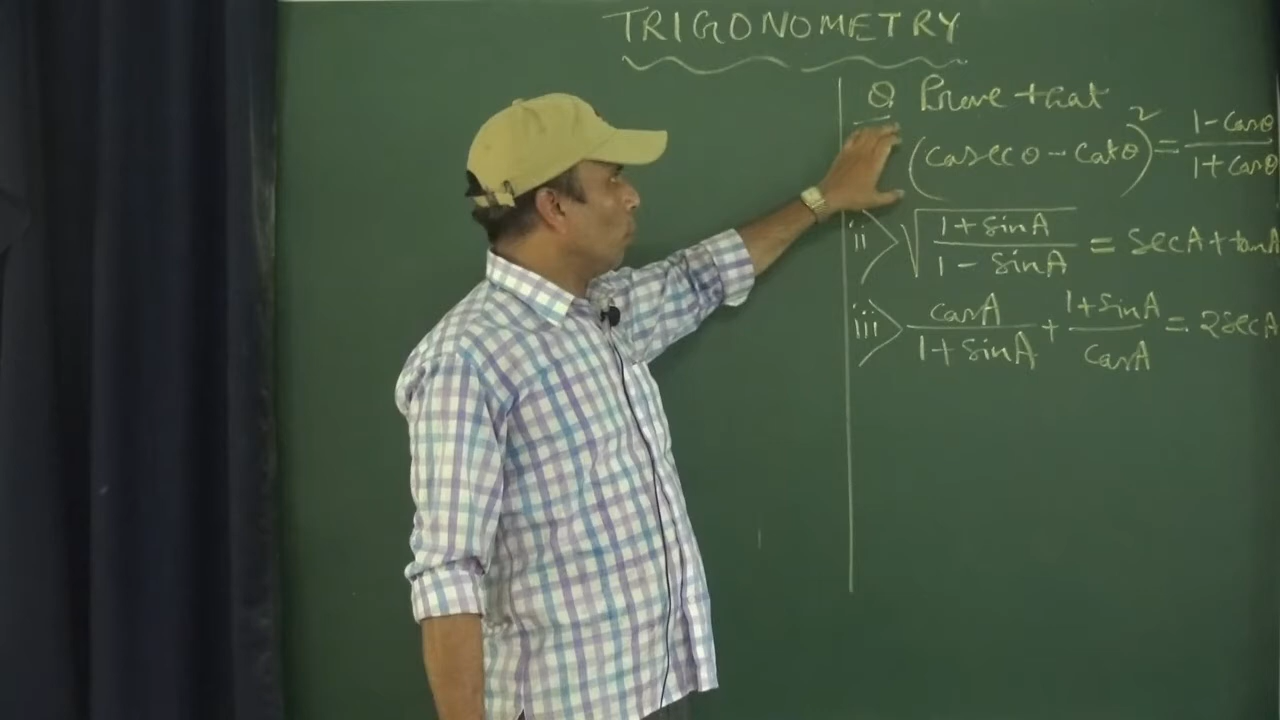 TRIGONOMETRY
Q Prove that
(cosecθ - cotθ)² = 1-cosθ / 1+cosθ
ii> √(1+sinA / 1-sinA) = secA + tanA
iii> cosA / 1+sinA + 1+sinA / cosA = 2secA